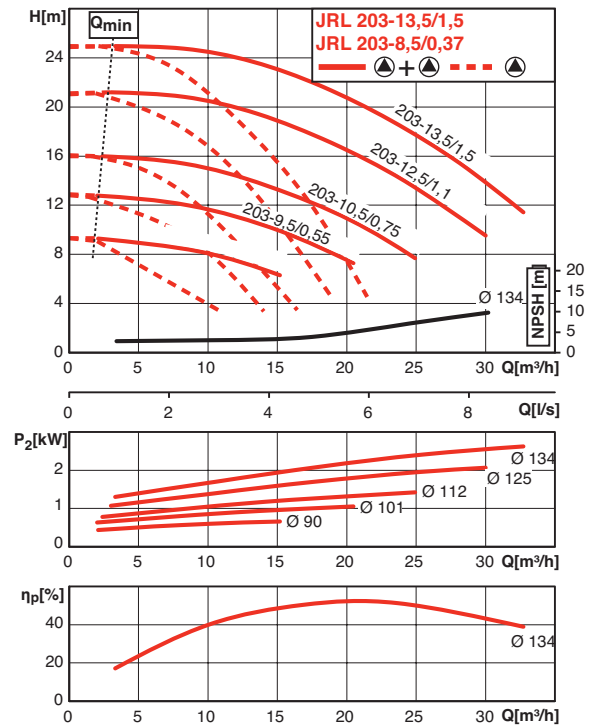 H[m]
Qmin
JRL 203-13,5/1,5
JRL 203-8,5/0,37
+
24
20
16
12
8
4
0
203-13,5/1,5
203-12,5/1,1
203-10,5/0,75
203-9,5/0,55
Ø 134
NPSH [m]
20
15
10
5
0
0 5 10 15 20 25 30 Q[m³/h]
0 2 4 6 8 Q[l/s]
P2[kW]
2
1
0
Ø 134
Ø 125
Ø 112
Ø 101
Ø 90
0 5 10 15 20 25 30 Q[m³/h]
ηp[%]
40
20
0
Ø 134
0 5 10 15 20 25 30 Q[m³/h]